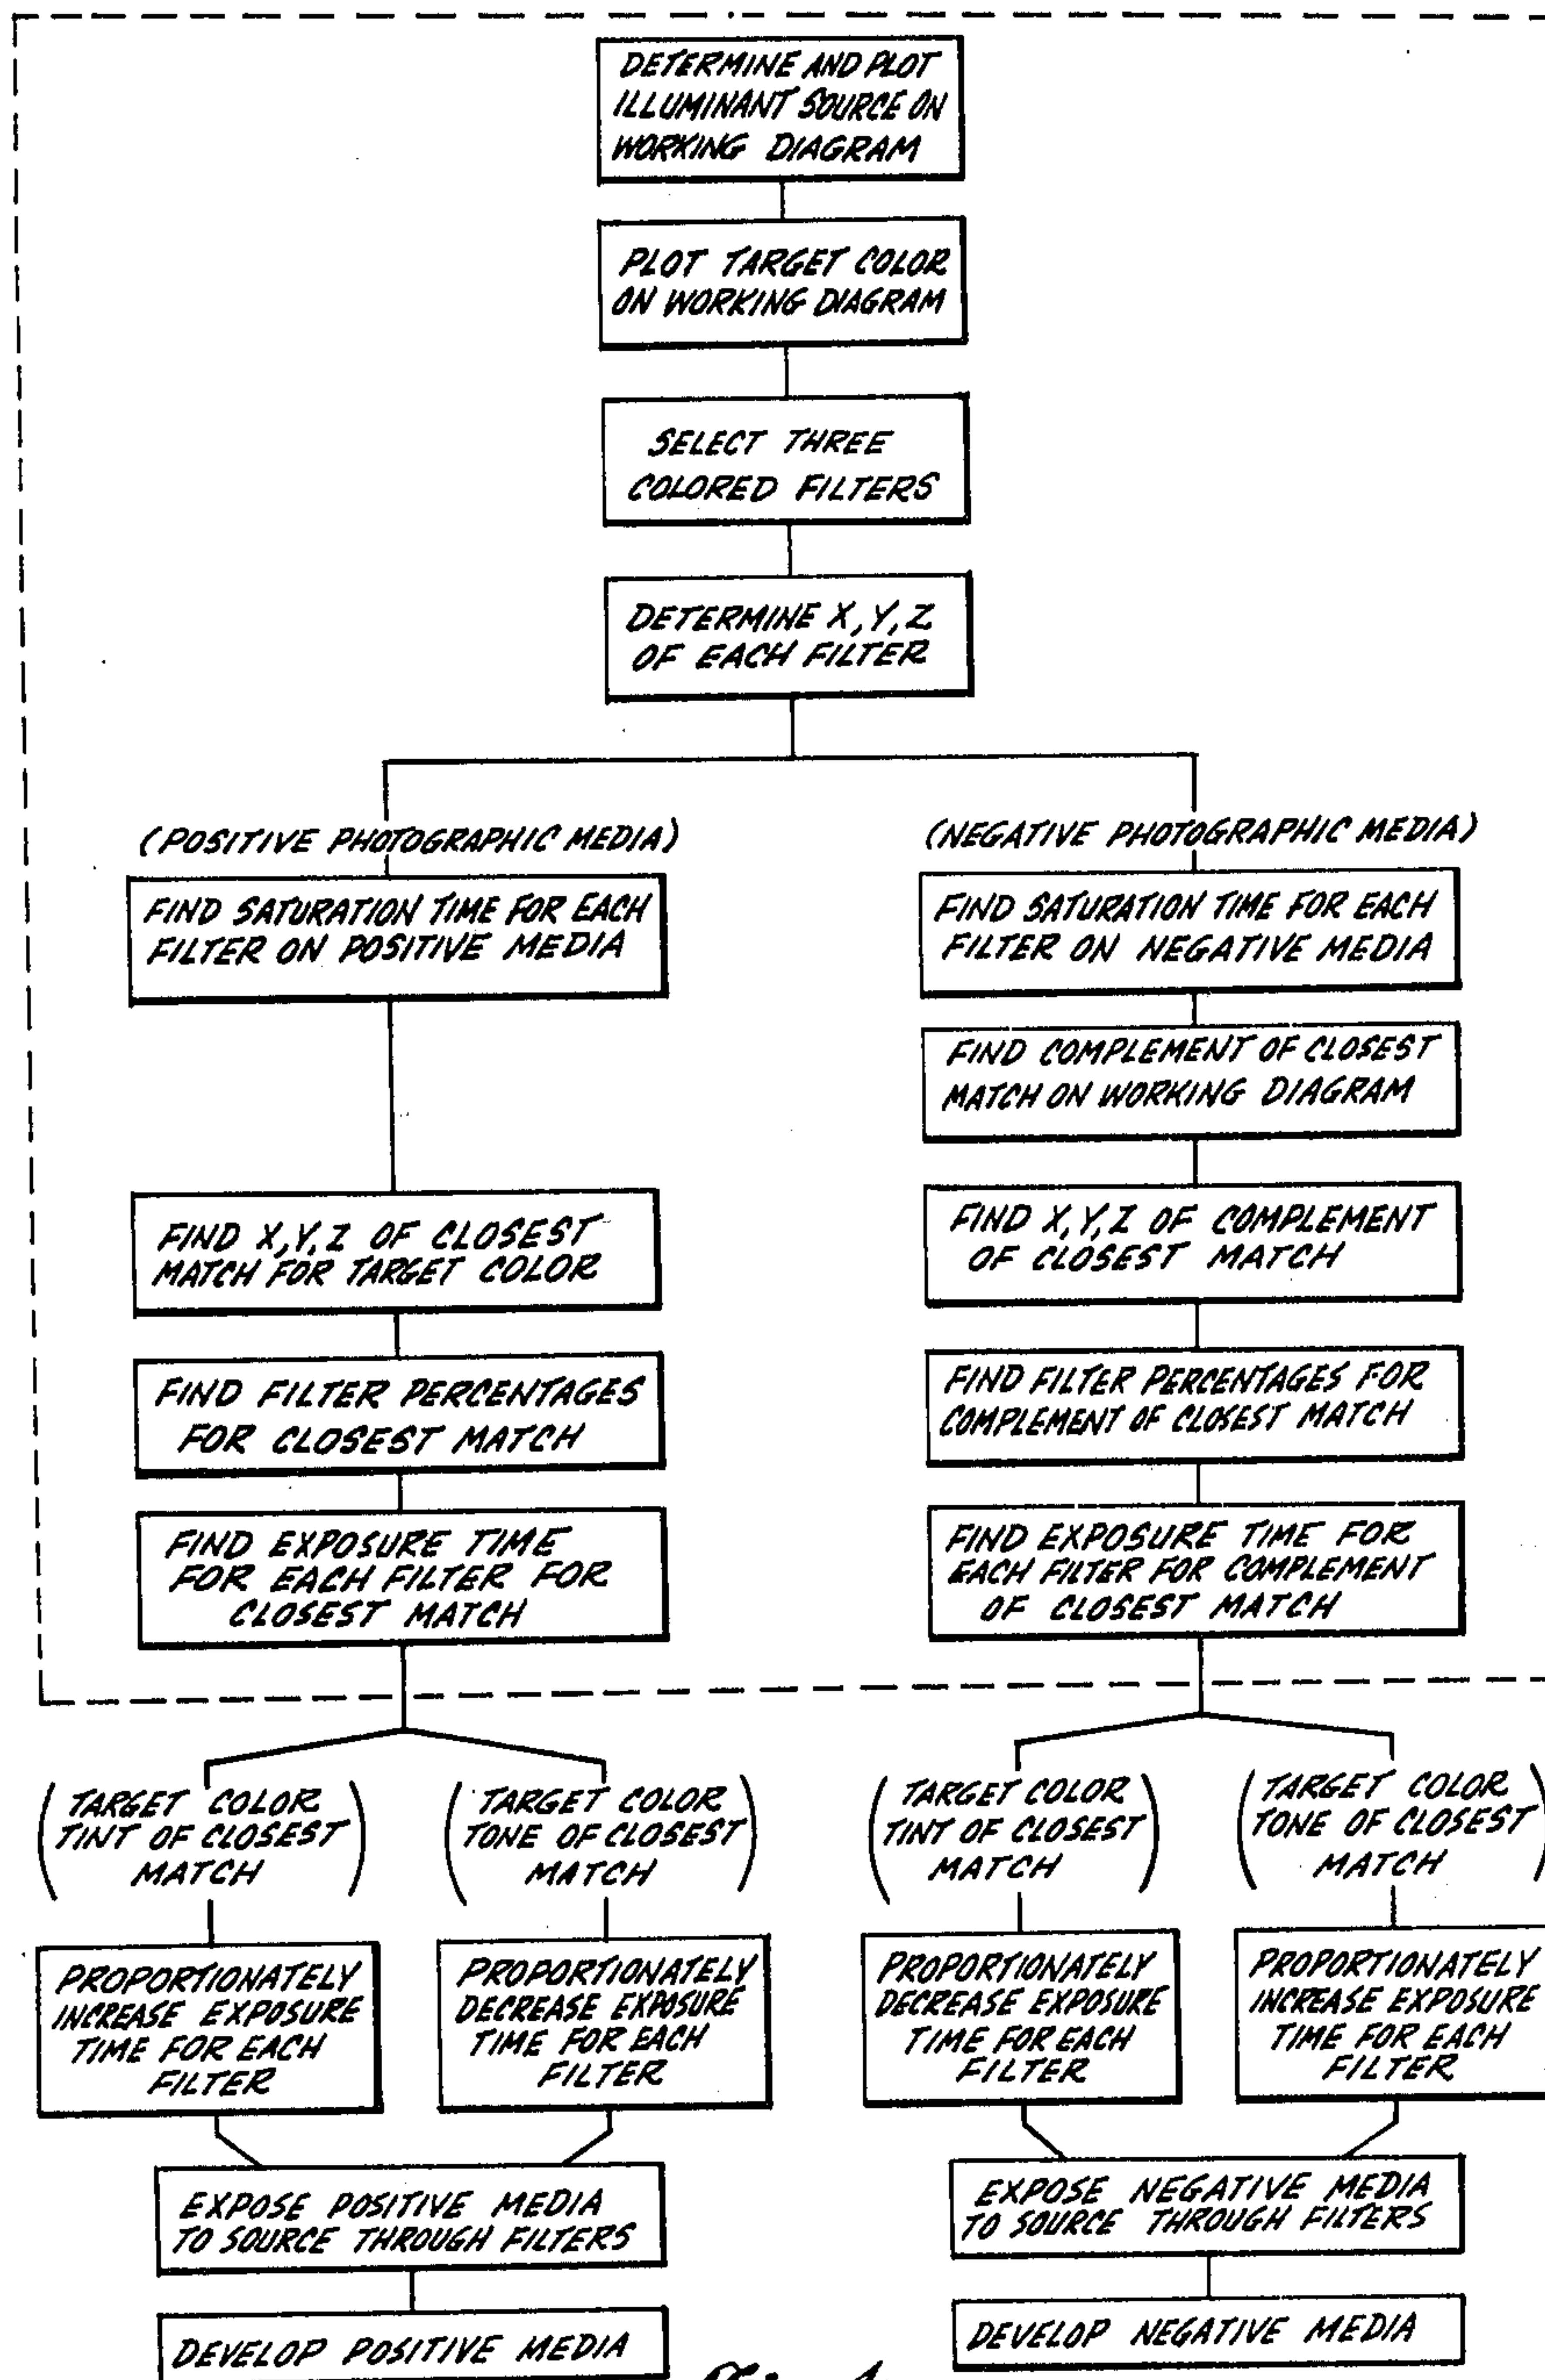 DETERMINE AND PLOT
ILLUMINANT SOURCE ON
WORKING DIAGRAM
PLOT TARGET COLOR
ON WORKING DIAGRAM
SELECT THREE
COLORED FILTERS
DETERMINE X, Y, Z
OF EACH FILTER
(POSITIVE PHOTOGRAPHIC MEDIA)
FIND SATURATION TIME FOR EACH
FILTER ON POSITIVE MEDIA
FIND X, Y, Z OF CLOSEST
MATCH FOR TARGET COLOR
FIND FILTER PERCENTAGES
FOR CLOSEST MATCH
FIND EXPOSURE TIME
FOR EACH FILTER FOR
CLOSEST MATCH
(NEGATIVE PHOTOGRAPHIC MEDIA)
FIND SATURATION TIME FOR EACH
FILTER ON NEGATIVE MEDIA
FIND COMPLEMENT OF CLOSEST
MATCH ON WORKING DIAGRAM
FIND X, Y, Z OF COMPLEMENT
OF CLOSEST MATCH
FIND FILTER PERCENTAGES FOR
COMPLEMENT OF CLOSEST MATCH
FIND EXPOSURE TIME FOR
EACH FILTER FOR COMPLEMENT
OF CLOSEST MATCH
(TARGET COLOR
TINT OF CLOSEST
MATCH)
(TARGET COLOR
TONE OF CLOSEST
MATCH)
(TARGET COLOR
TINT OF CLOSEST
MATCH)
(TARGET COLOR
TONE OF CLOSEST
MATCH)
PROPORTIONATELY
INCREASE EXPOSURE
TIME FOR EACH
FILTER
PROPORTIONATELY
DECREASE EXPOSURE
TIME FOR EACH
FILTER
PROPORTIONATELY
DECREASE EXPOSURE
TIME FOR EACH
FILTER
PROPORTIONATELY
INCREASE EXPOSURE
TIME FOR EACH
FILTER
EXPOSE POSITIVE MEDIA
TO SOURCE THROUGH FILTERS
DEVELOP POSITIVE MEDIA
EXPOSE NEGATIVE MEDIA
TO SOURCE THROUGH FILTERS
DEVELOP NEGATIVE MEDIA